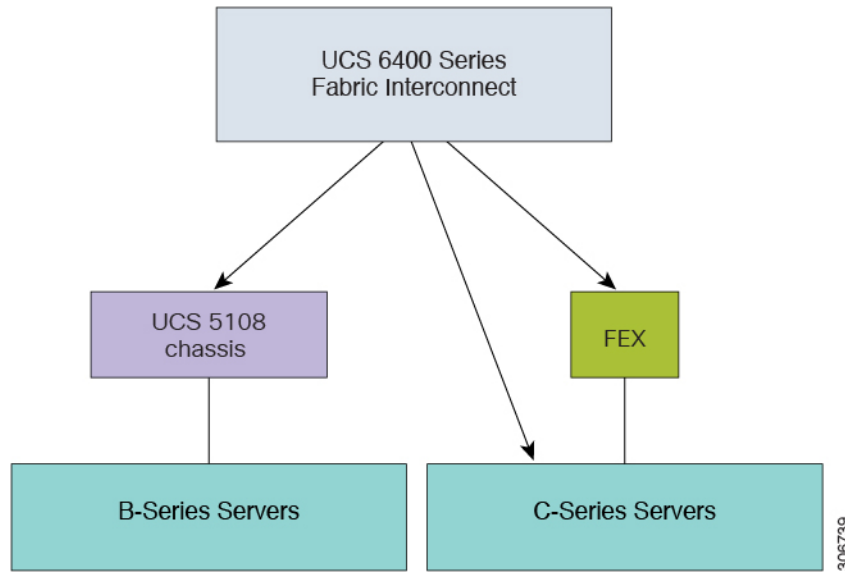 UCS 6400 Series
Fabric Interconnect
UCS 5108
chassis
FEX
B-Series Servers
C-Series Servers
306739